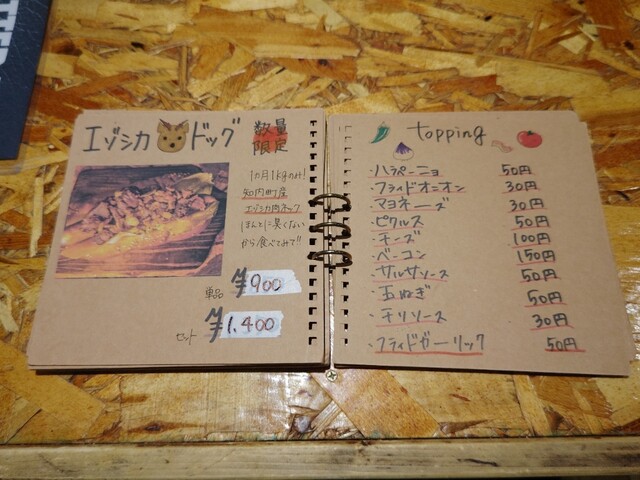 エゾシカ ドッグ
数量
限定
1カ月1kgのみ!
知内町産
エゾシカ肉ネック
ほんとに臭くない
から食べてみて!!
単品 ¥900
セット ¥1,400
topping
・ハラペーニョ 50円
・フライドオニオン 30円
・マヨネーズ 30円
・ピクルス 50円
・チーズ 100円
・ベーコン 150円
・サルサソース 50円
・玉ねぎ 50円
・チリソース 30円
・フライドガーリック 50円